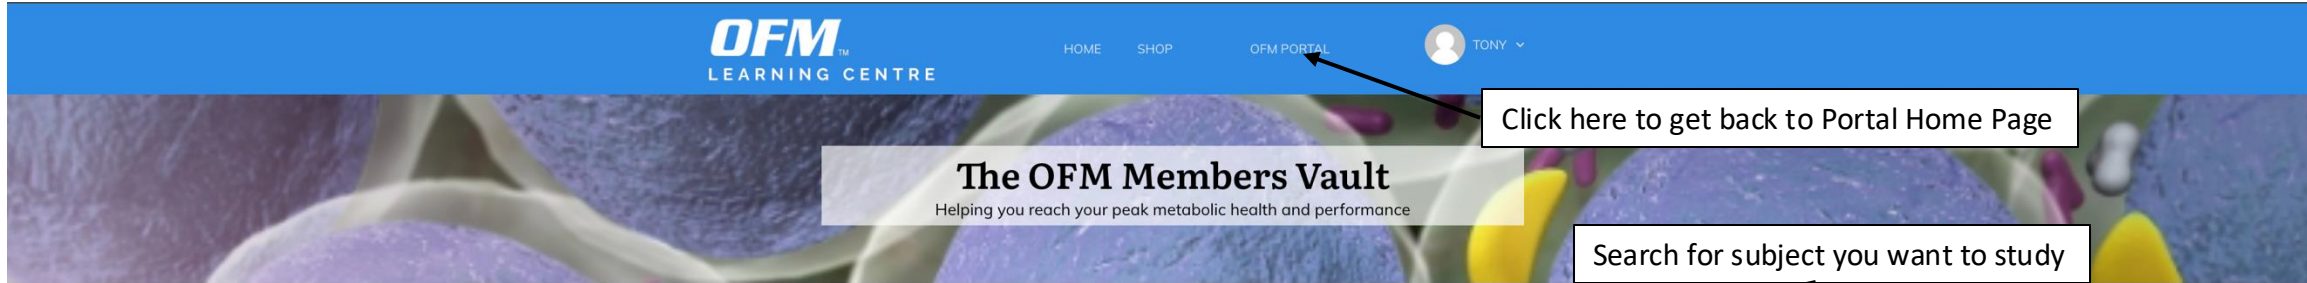 OFM™
LEARNING CENTRE
HOME SHOP OFM PORTAL TONY
Click here to get back to Portal Home Page
The OFM Members Vault
Helping you reach your peak metabolic health and performance
Search for subject you want to study